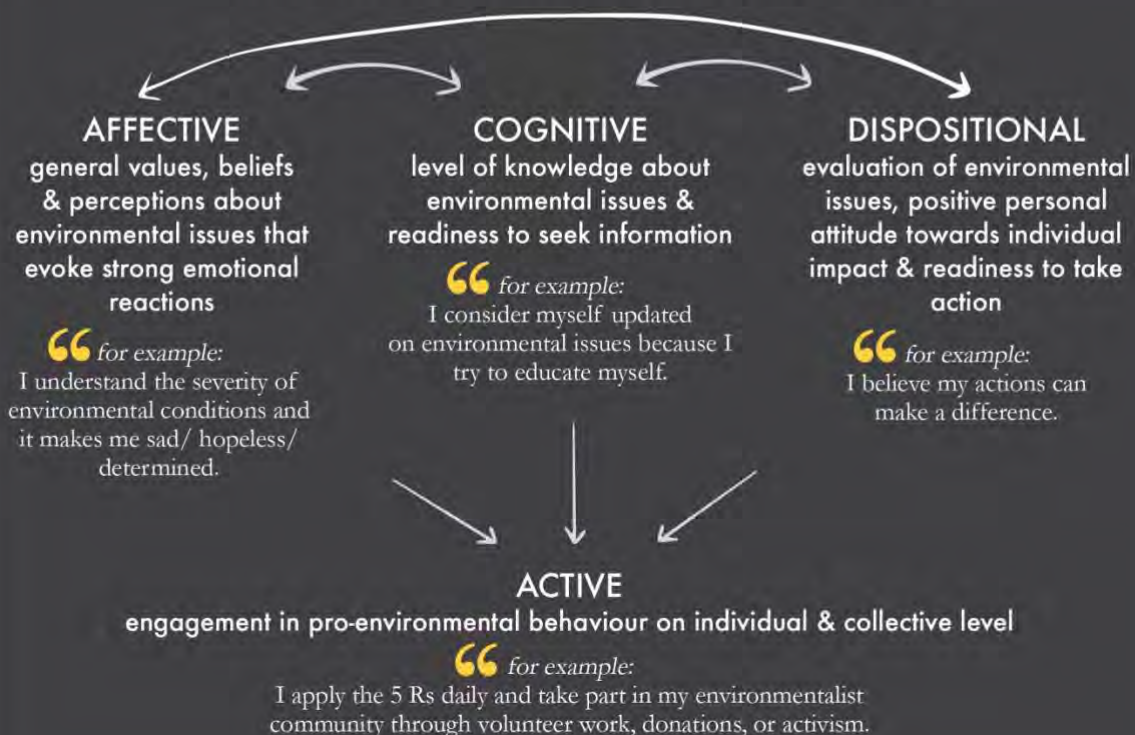 AFFECTIVE
general values, beliefs
& perceptions about
environmental issues that
evoke strong emotional
reactions
“ for example:
I understand the severity of
environmental conditions and
it makes me sad/ hopeless/
determined.
COGNITIVE
level of knowledge about
environmental issues &
readiness to seek information
“ for example:
I consider myself updated
on environmental issues because I
try to educate myself.
DISPOSITIONAL
evaluation of environmental
issues, positive personal
attitude towards individual
impact & readiness to take
action
“ for example:
I believe my actions can
make a difference.
ACTIVE
engagement in pro-environmental behaviour on individual & collective level
“ for example:
I apply the 5 Rs daily and take part in my environmentalist
community through volunteer work, donations, or activism.